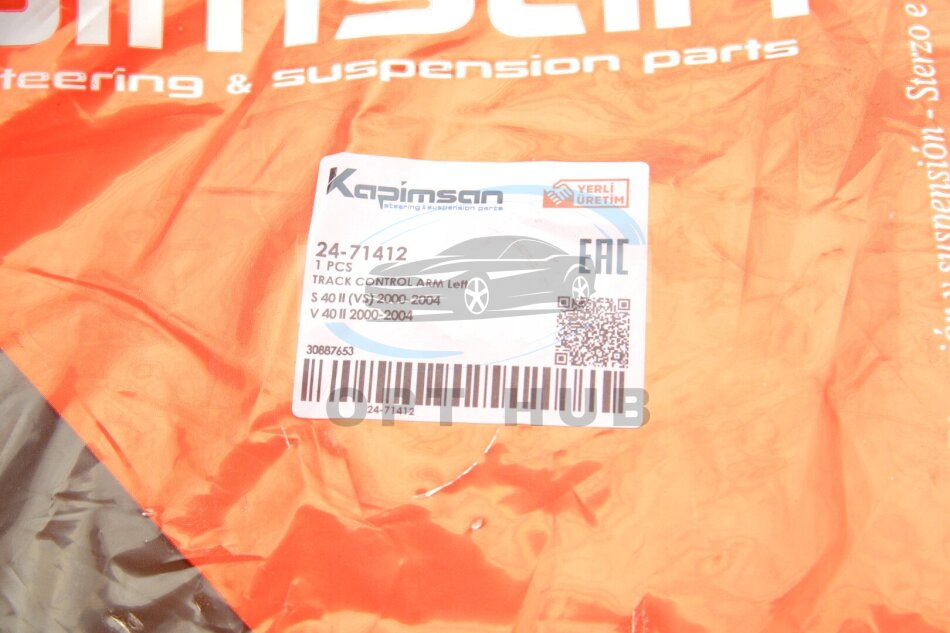 steering & suspension parts
suspensión - Sterzo e
Kapimsan
steering & suspension parts
YERLİ
ÜRETİM
24-71412
1 PCS
EAC
TRACK CONTROL ARM Left
S 40 II (VS) 2000-2004
V 40 II 2000-2004
30887653
OPT HUB
24-71412